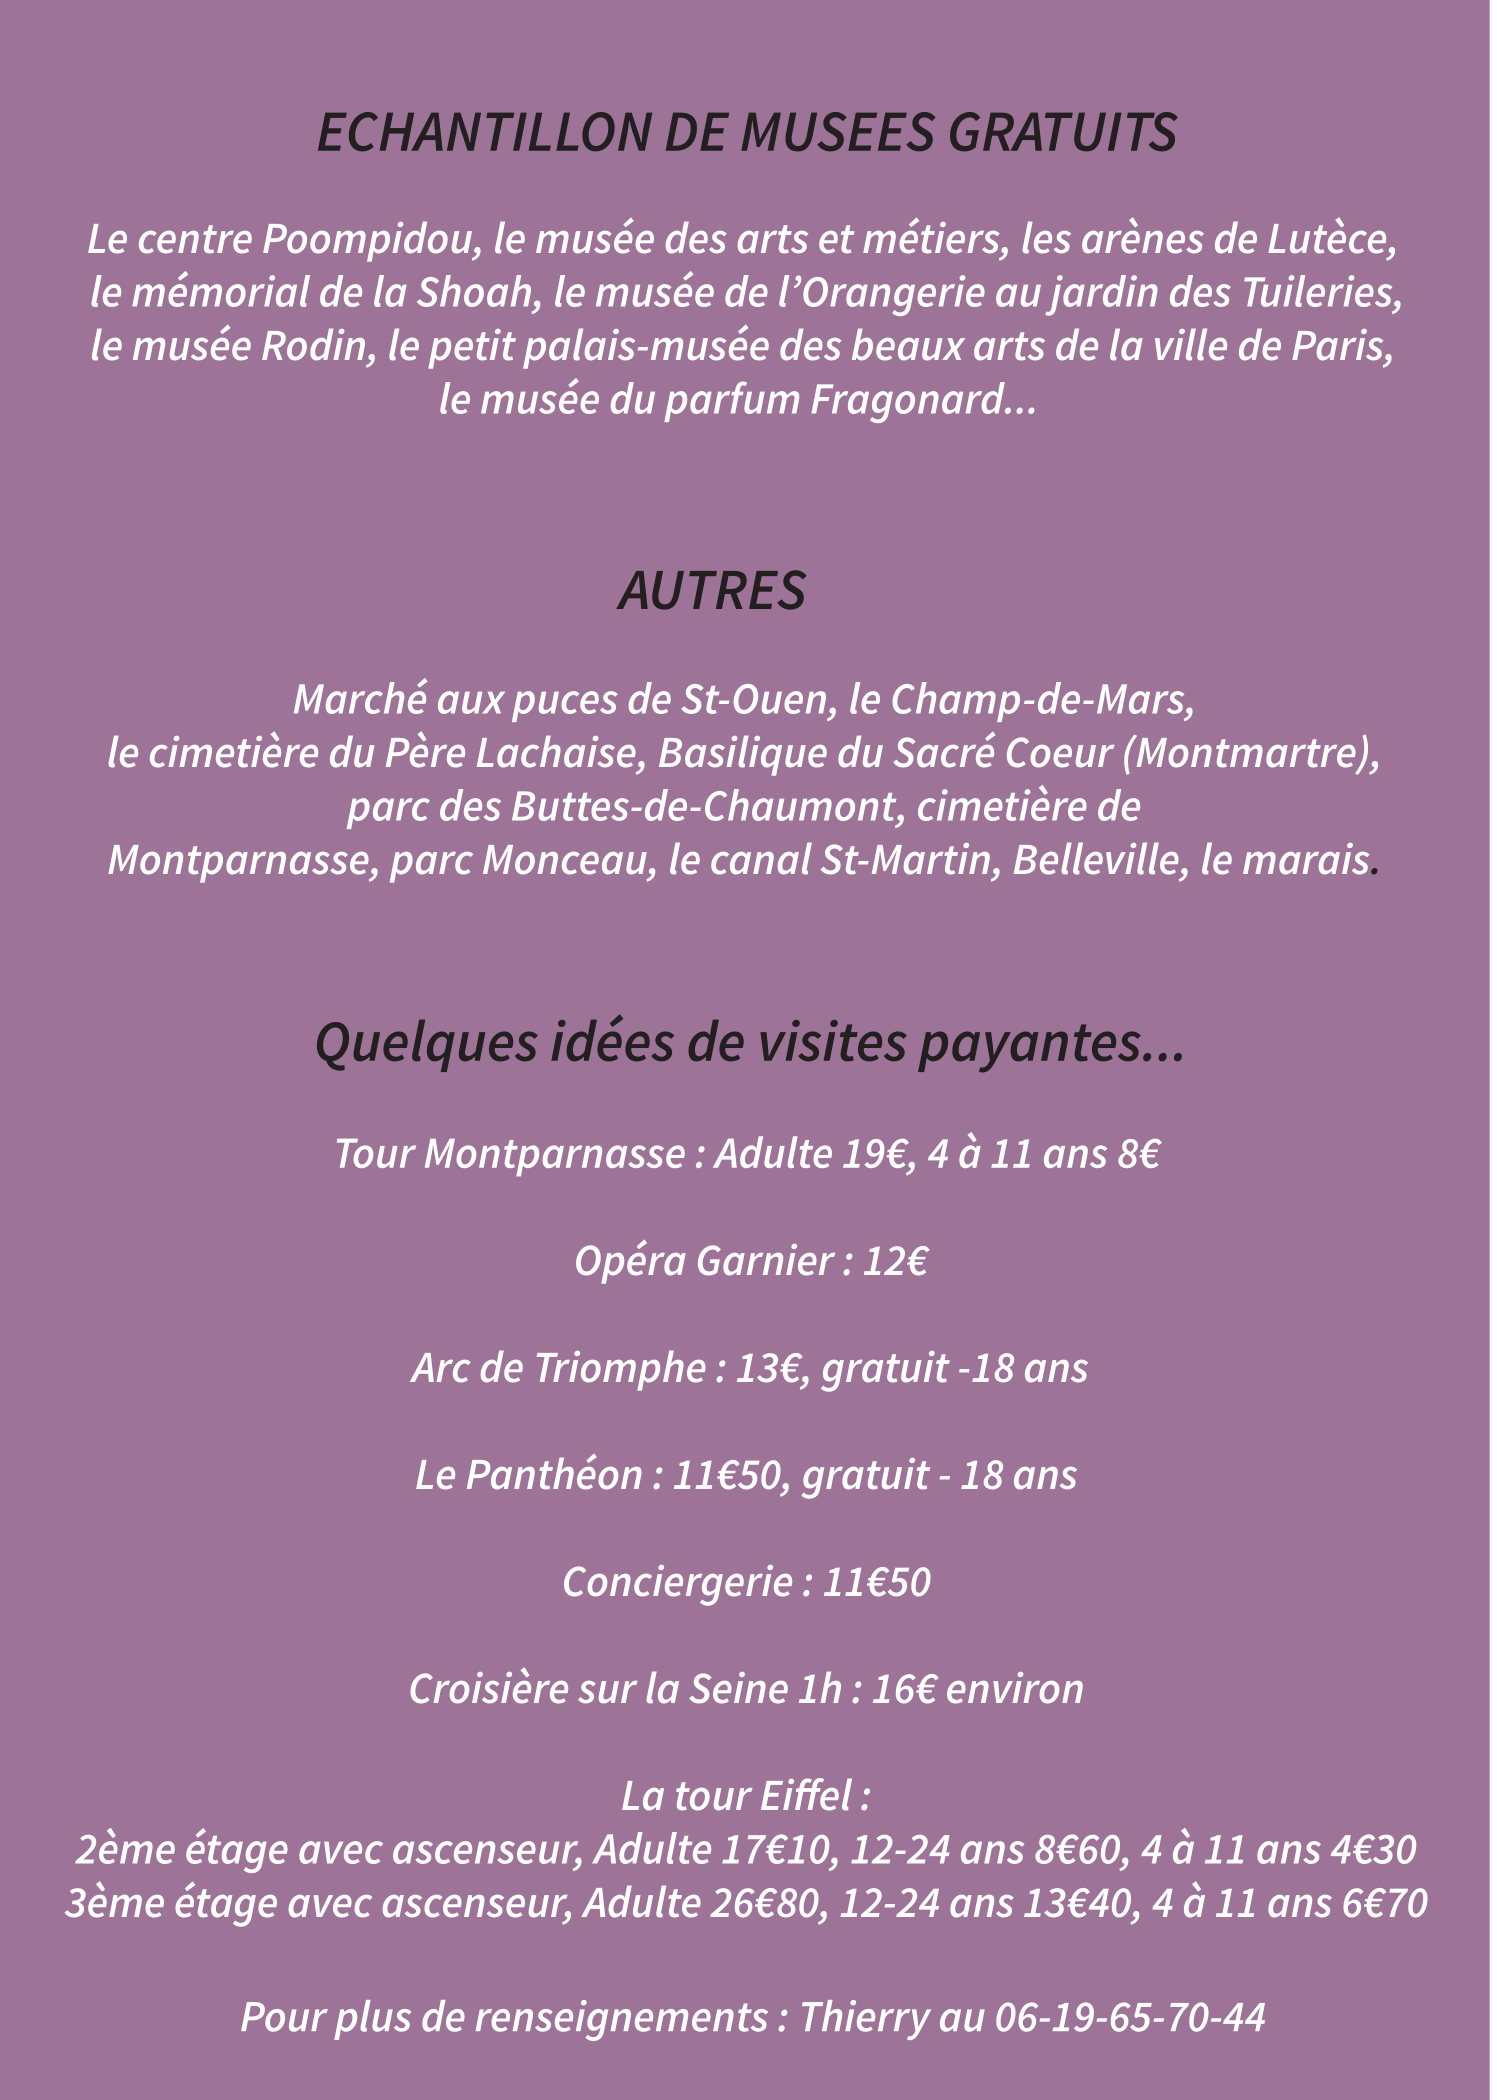 ECHANTILLON DE MUSEES GRATUITS
Le centre Poompidou, le musée des arts et métiers, les arènes de Lutèce,
le mémorial de la Shoah, le musée de l’Orangerie au jardin des Tuileries,
le musée Rodin, le petit palais-musée des beaux arts de la ville de Paris,
le musée du parfum Fragonard...
AUTRES
Marché aux puces de St-Ouen, le Champ-de-Mars,
le cimetière du Père Lachaise, Basilique du Sacré Coeur (Montmartre),
parc des Buttes-de-Chaumont, cimetière de
Montparnasse, parc Monceau, le canal St-Martin, Belleville, le marais.
Quelques idées de visites payantes...
Tour Montparnasse : Adulte 19€, 4 à 11 ans 8€
Opéra Garnier : 12€
Arc de Triomphe : 13€, gratuit -18 ans
Le Panthéon : 11€50, gratuit - 18 ans
Conciergerie : 11€50
Croisière sur la Seine 1h : 16€ environ
La tour Eiffel :
2ème étage avec ascenseur, Adulte 17€10, 12-24 ans 8€60, 4 à 11 ans 4€30
3ème étage avec ascenseur, Adulte 26€80, 12-24 ans 13€40, 4 à 11 ans 6€70
Pour plus de renseignements : Thierry au 06-19-65-70-44